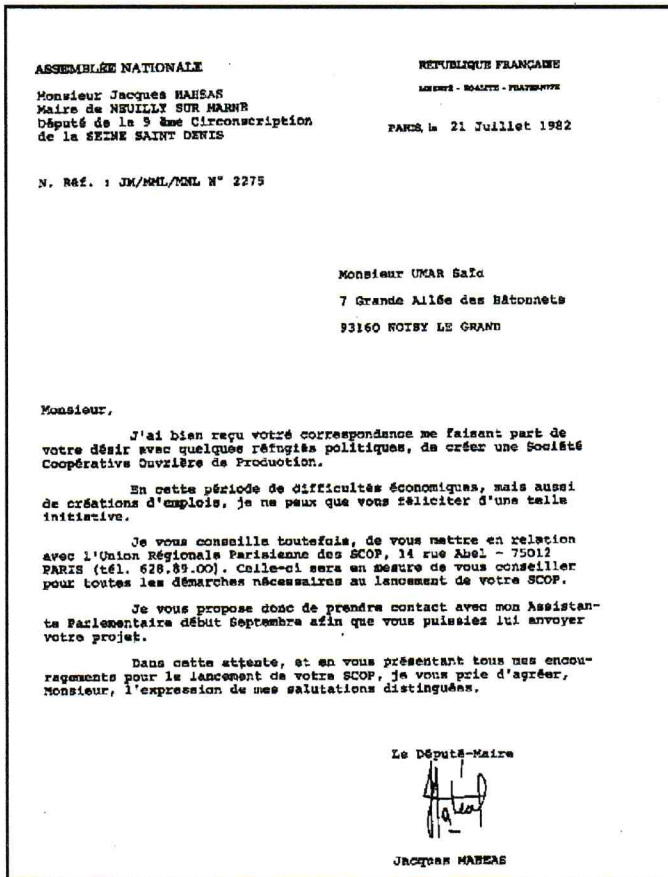 ASSEMBLÉE NATIONALE
RÉPUBLIQUE FRANÇAISE
LIBERTÉ - ÉGALITÉ - FRATERNITÉ
Monsieur Jacques MAHEAS
Maire de NEUILLY SUR MARNE
Député de la 9 ème Circonscription
de la SEINE SAINT DENIS
PARIS, le 21 Juillet 1982
N. Réf. : JM/MML/MNL N° 2275
Monsieur UMAR Saïd
7 Grande Allée des Bâtonnets
93160 NOISY LE GRAND
Monsieur,
J'ai bien reçu votre correspondance me faisant part de
votre désir avec quelques réfugiés politiques, de créer une Société
Coopérative Ouvrière de Production.
En cette période de difficultés économiques, mais aussi
de créations d'emplois, je ne peux que vous féliciter d'une telle
initiative.
Je vous conseille toutefois, de vous mettre en relation
avec l'Union Régionale Parisienne des SCOP, 14 rue Abel - 75012
PARIS (tél. 628.89.00). Celle-ci sera en mesure de vous conseiller
pour toutes les démarches nécessaires au lancement de votre SCOP.
Je vous propose donc de prendre contact avec mon Assistan-
te Parlementaire début Septembre afin que vous puissiez lui envoyer
votre projet.
Dans cette attente, et en vous présentant tous mes encou-
ragements pour le lancement de votre SCOP, je vous prie d'agréer,
Monsieur, l'expression de mes salutations distinguées.
Le Député-Maire
Jacques MAHEAS